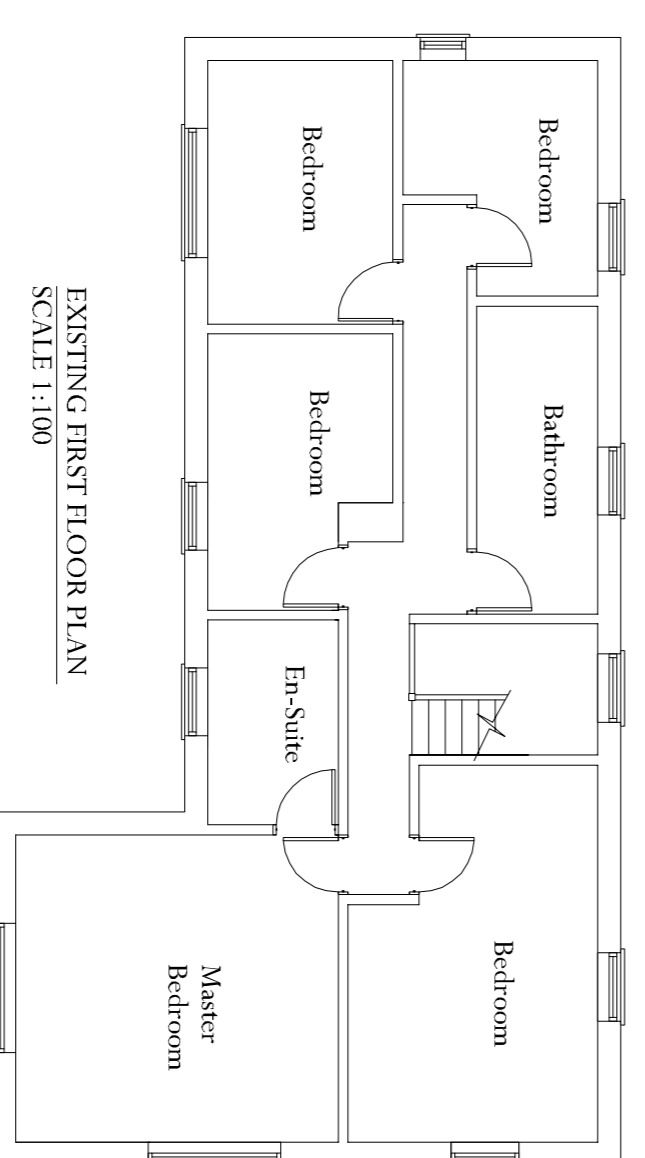 Bedroom
Bathroom
Bedroom
Bedroom
Bedroom
En-Suite
Master
Bedroom
EXISTING FIRST FLOOR PLAN
SCALE 1:100